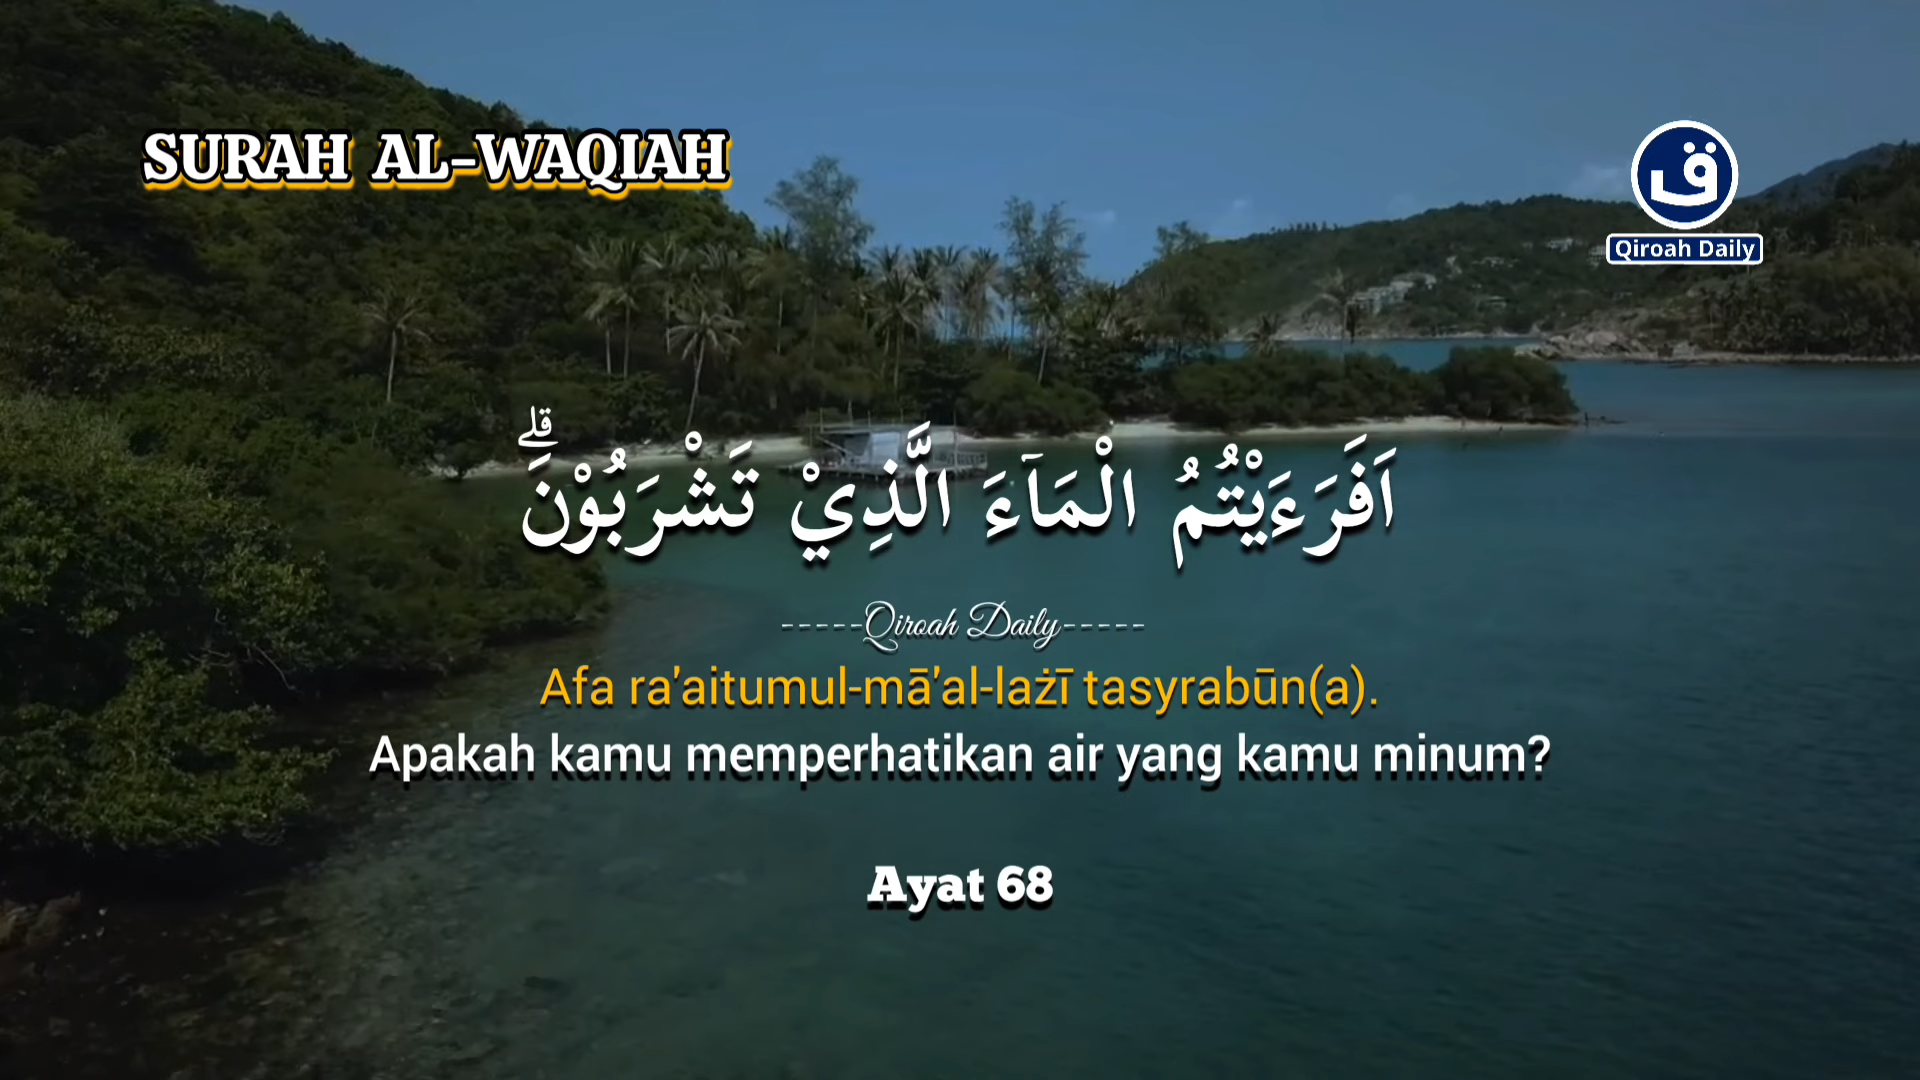 SURAH AL-WAQIAH
ق
Qiroah Daily
اَفَرَءَيْتُمُ الْمَاۤءَ الَّذِيْ تَشْرَبُوْنَۗ
-----Qiroah Daily-----
Afa ra'aitumul-mā'al-lażī tasyrabūn(a).
Apakah kamu memperhatikan air yang kamu minum?
Ayat 68